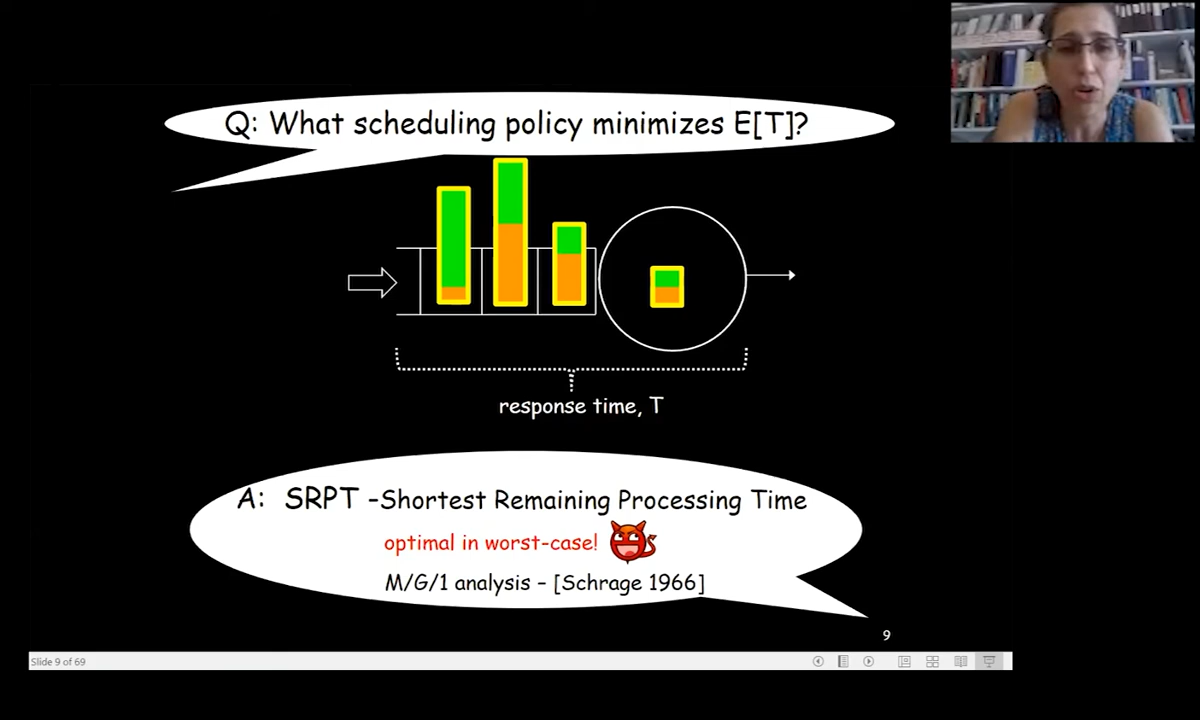 Q: What scheduling policy minimizes E[T]?
response time, T
A: SRPT -Shortest Remaining Processing Time
optimal in worst-case!
M/G/1 analysis – [Schrage 1966]
9
Slide 9 of 69